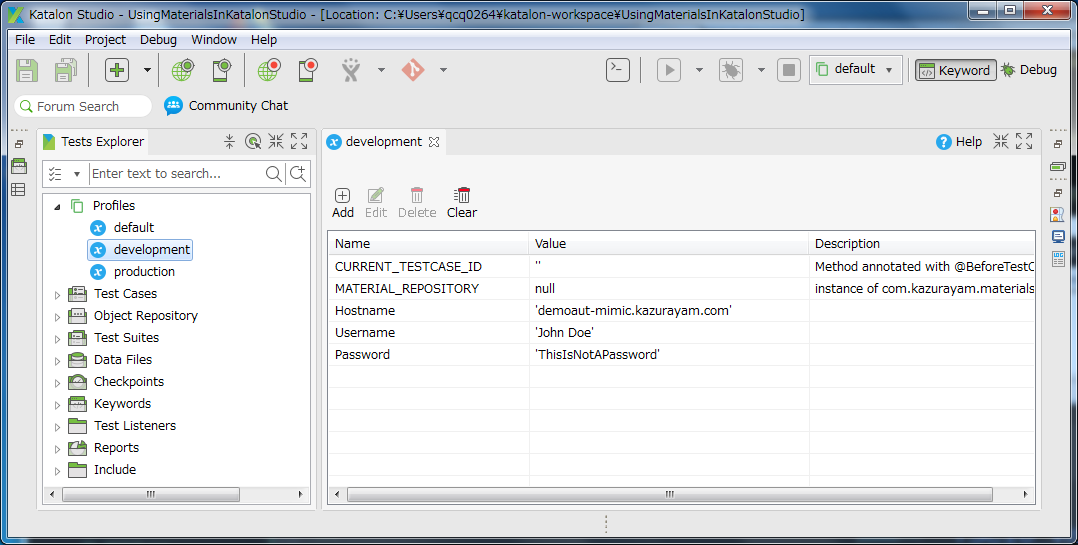 Katalon Studio - UsingMaterialsInKatalonStudio - [Location: C:¥Users¥qcq0264¥katalon-workspace¥UsingMaterialsInKatalonStudio]
File Edit Project Debug Window Help
default Keyword Debug
Forum Search Community Chat
Tests Explorer
Enter text to search...
Profiles
default
development
production
Test Cases
Object Repository
Test Suites
Data Files
Checkpoints
Keywords
Test Listeners
Reports
Include
development Help
Add Edit Delete Clear
Name Value Description
CURRENT_TESTCASE_ID '' Method annotated with @BeforeTestC
MATERIAL_REPOSITORY null instance of com.kazurayam.materials
Hostname 'demoaut-mimic.kazurayam.com'
Username 'John Doe'
Password 'ThisIsNotAPassword'
LOG